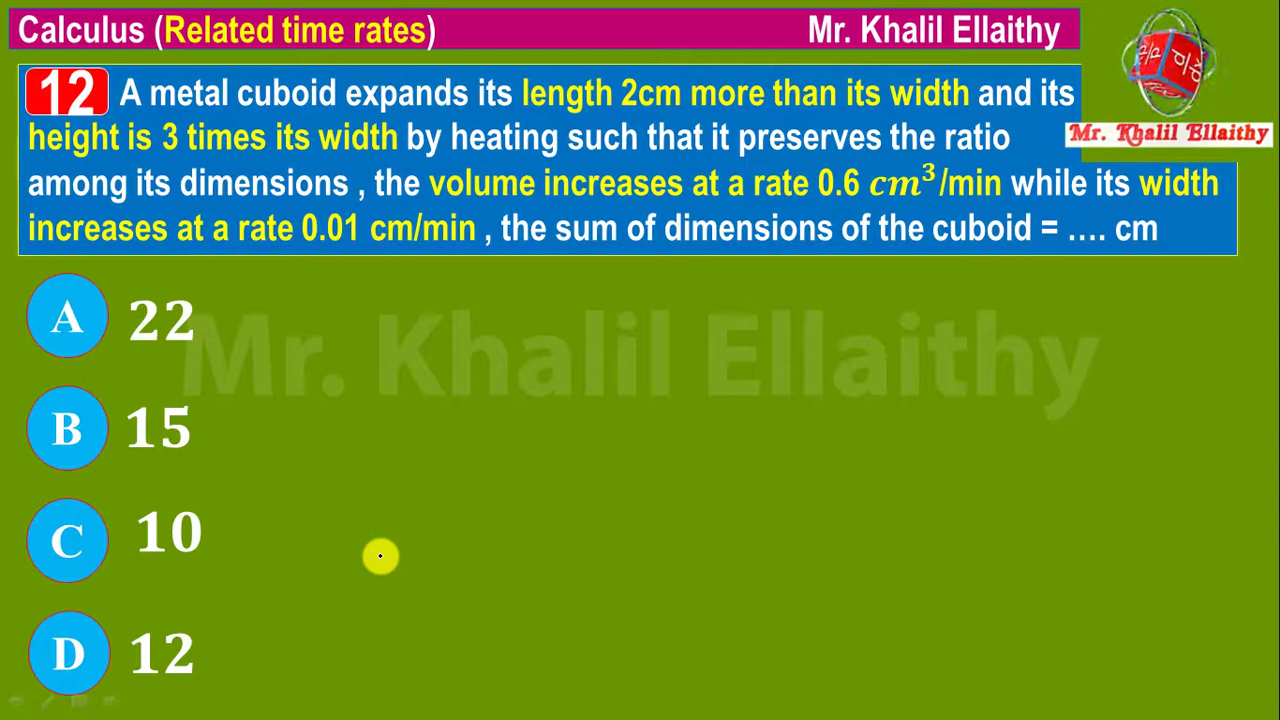 Calculus (Related time rates) Mr. Khalil Ellaithy
12 A metal cuboid expands its length 2cm more than its width and its
height is 3 times its width by heating such that it preserves the ratio
Mr. Khalil Ellaithy
among its dimensions , the volume increases at a rate 0.6 cm³/min while its width
increases at a rate 0.01 cm/min , the sum of dimensions of the cuboid = .... cm
A 22
Mr. Khalil Ellaithy
B 15
C 10
D 12